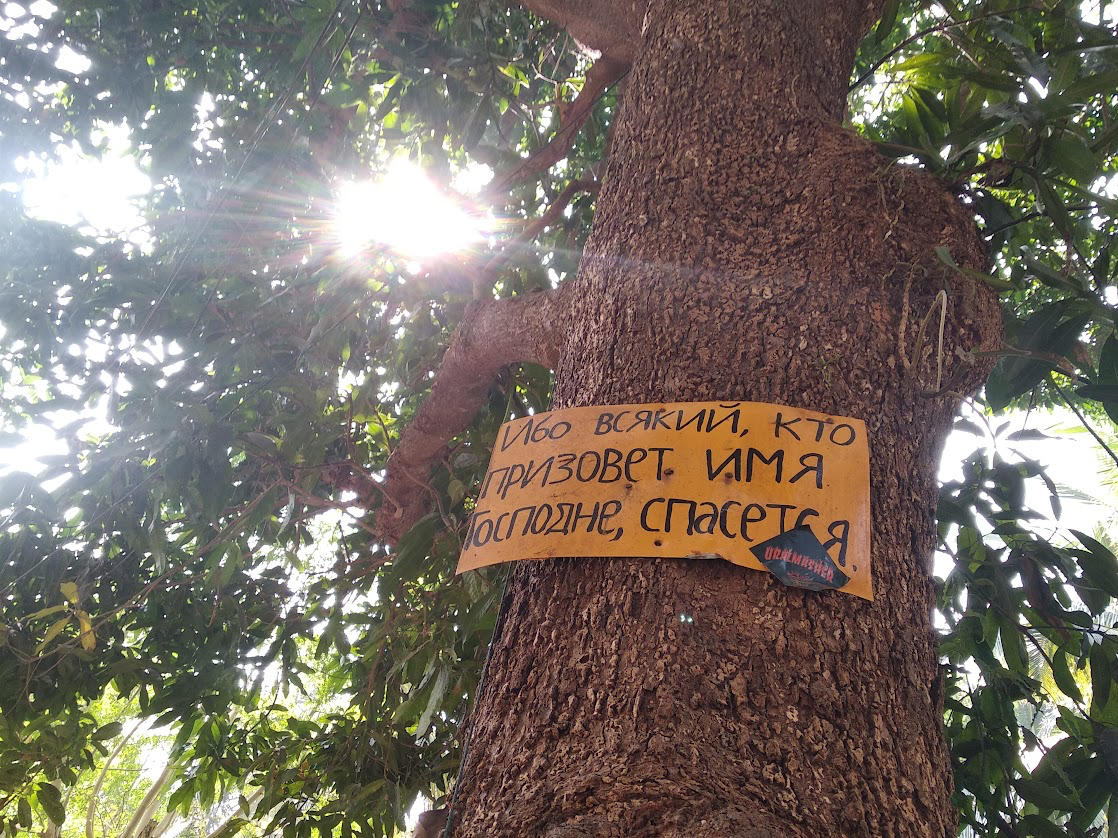 Ибо всякий, кто
призовет имя
Господне, спасется.